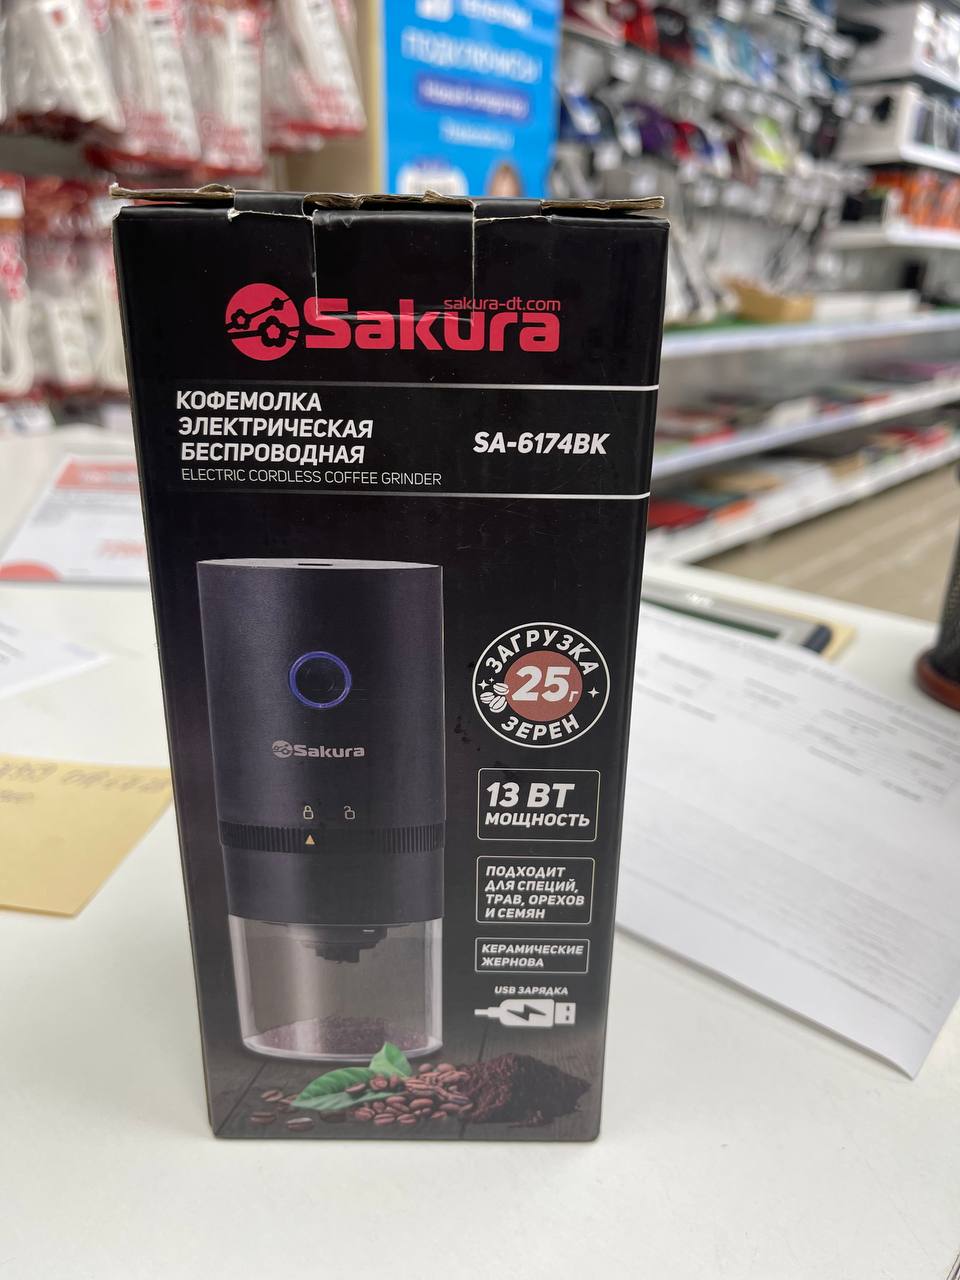 ПОДКЛЮЧИСЬ!
sakura-dt.com
Sakura
КОФЕМОЛКА
ЭЛЕКТРИЧЕСКАЯ
БЕСПРОВОДНАЯ
ELECTRIC CORDLESS COFFEE GRINDER
SA-6174BK
ЗАГРУЗКА
25г
ЗЕРЕН
Sakura
13 ВТ
МОЩНОСТЬ
ПОДХОДИТ
ДЛЯ СПЕЦИЙ,
ТРАВ, ОРЕХОВ
И СЕМЯН
КЕРАМИЧЕСКИЕ
ЖЕРНОВА
USB ЗАРЯДКА